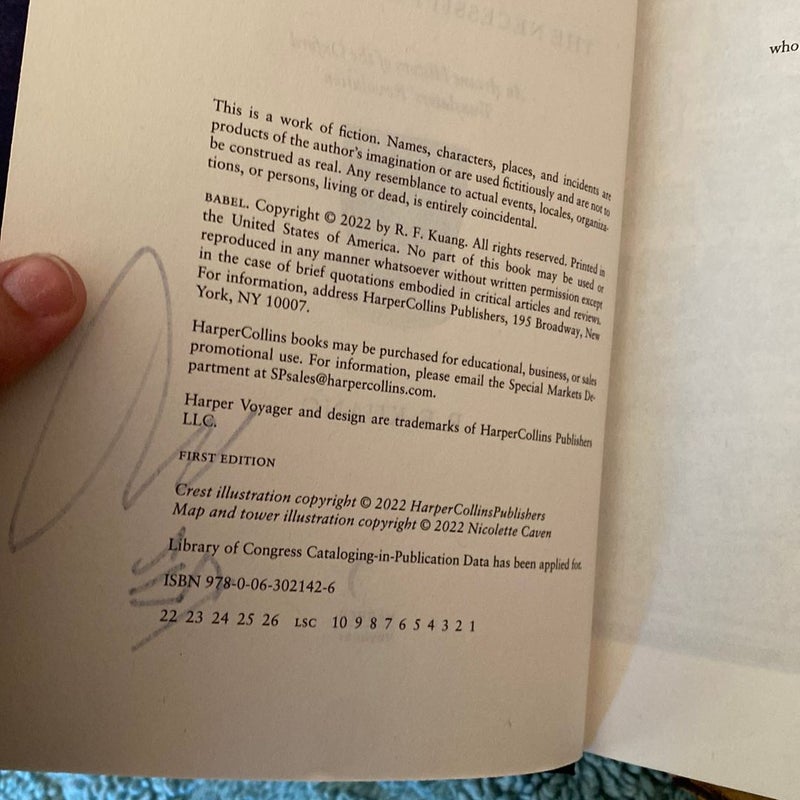 This is a work of fiction. Names, characters, places, and incidents are
products of the author's imagination or are used fictitiously and are not to
be construed as real. Any resemblance to actual events, locales, organiza-
tions, or persons, living or dead, is entirely coincidental.
BABEL. Copyright © 2022 by R. F. Kuang. All rights reserved. Printed in
the United States of America. No part of this book may be used or
reproduced in any manner whatsoever without written permission except
in the case of brief quotations embodied in critical articles and reviews.
For information, address HarperCollins Publishers, 195 Broadway, New
York, NY 10007.
HarperCollins books may be purchased for educational, business, or sales
promotional use. For information, please email the Special Markets De-
partment at SPsales@harpercollins.com.
Harper Voyager and design are trademarks of HarperCollins Publishers
LLC.
FIRST EDITION
Crest illustration copyright © 2022 HarperCollinsPublishers
Map and tower illustration copyright © 2022 Nicolette Caven
Library of Congress Cataloging-in-Publication Data has been applied for.
ISBN 978-0-06-302142-6
22 23 24 25 26 LSC 10 9 8 7 6 5 4 3 2 1
who